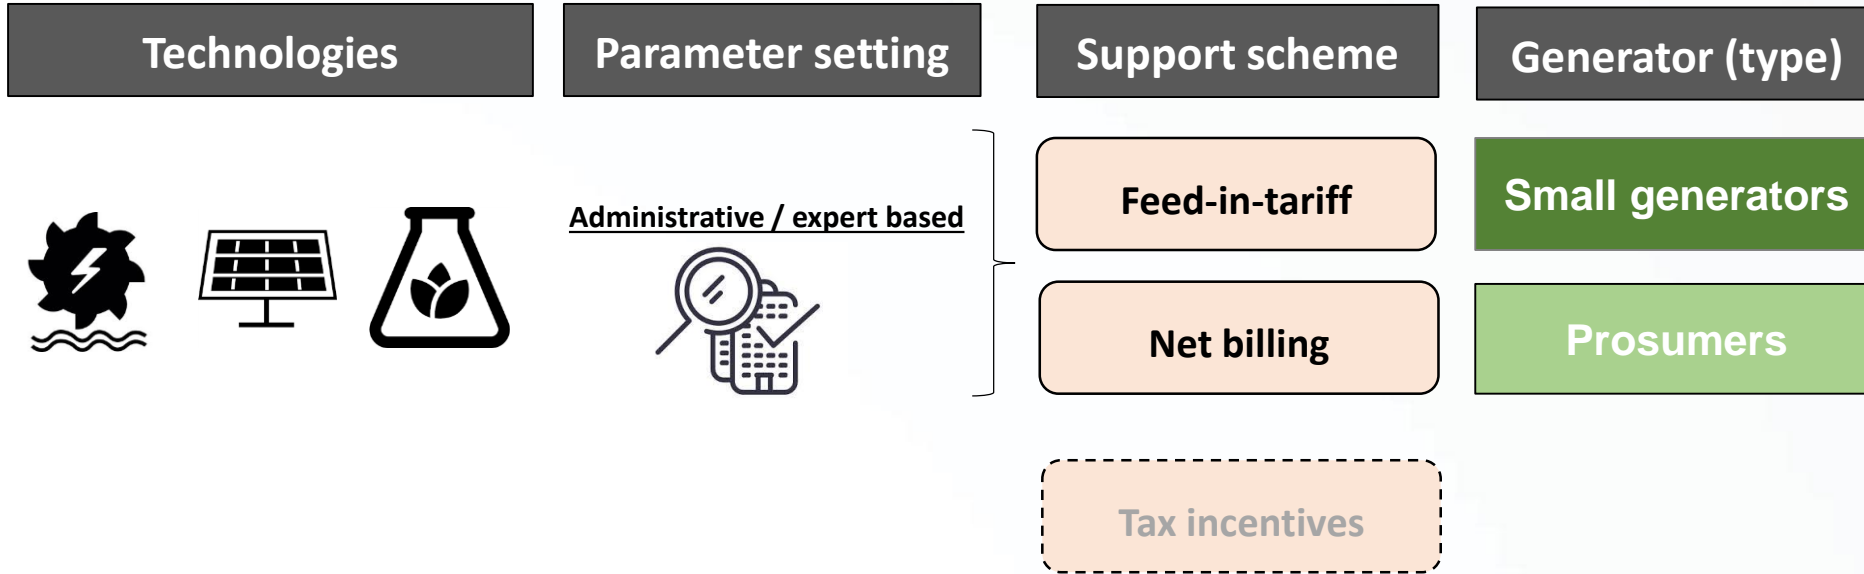 Technologies
Parameter setting
Support scheme
Generator (type)
Administrative / expert based
Feed-in-tariff
Small generators
Net billing
Prosumers
Tax incentives